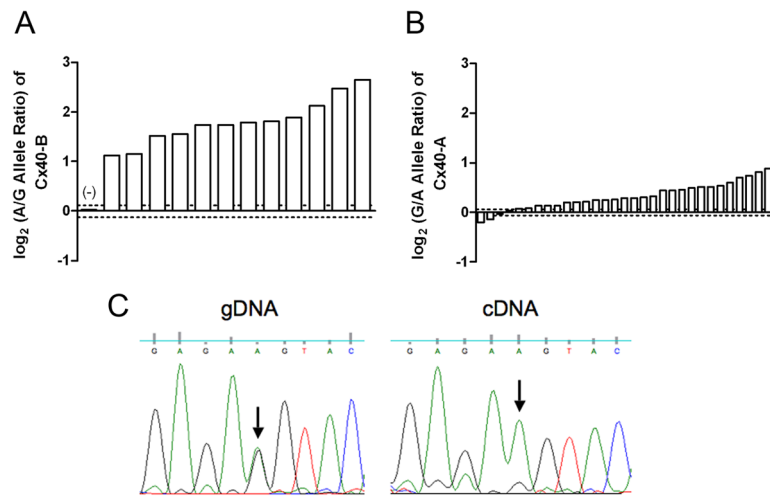 A
log₂ (A/G Allele Ratio) of
Cx40-B
3
2
1
0
-1
(-)
B
log₂ (G/A Allele Ratio) of
Cx40-A
3
2
1
0
-1
C
gDNA
G A G A A G T A C
cDNA
G A G A A G T A C